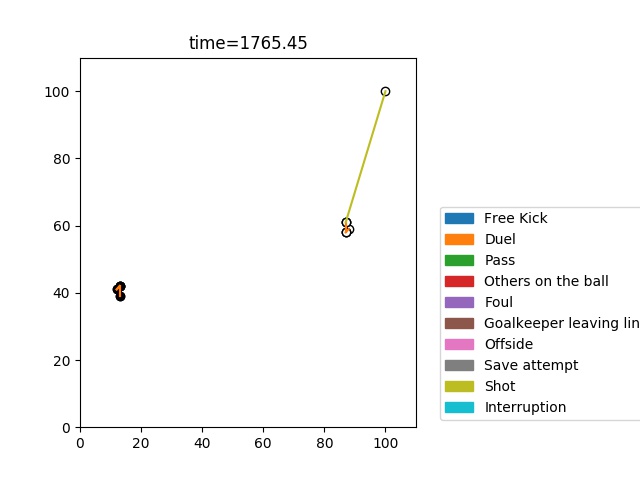 time=1765.45
100
80
60
40
20
0
0 20 40 60 80 100
Free Kick
Duel
Pass
Others on the ball
Foul
Goalkeeper leaving lin
Offside
Save attempt
Shot
Interruption